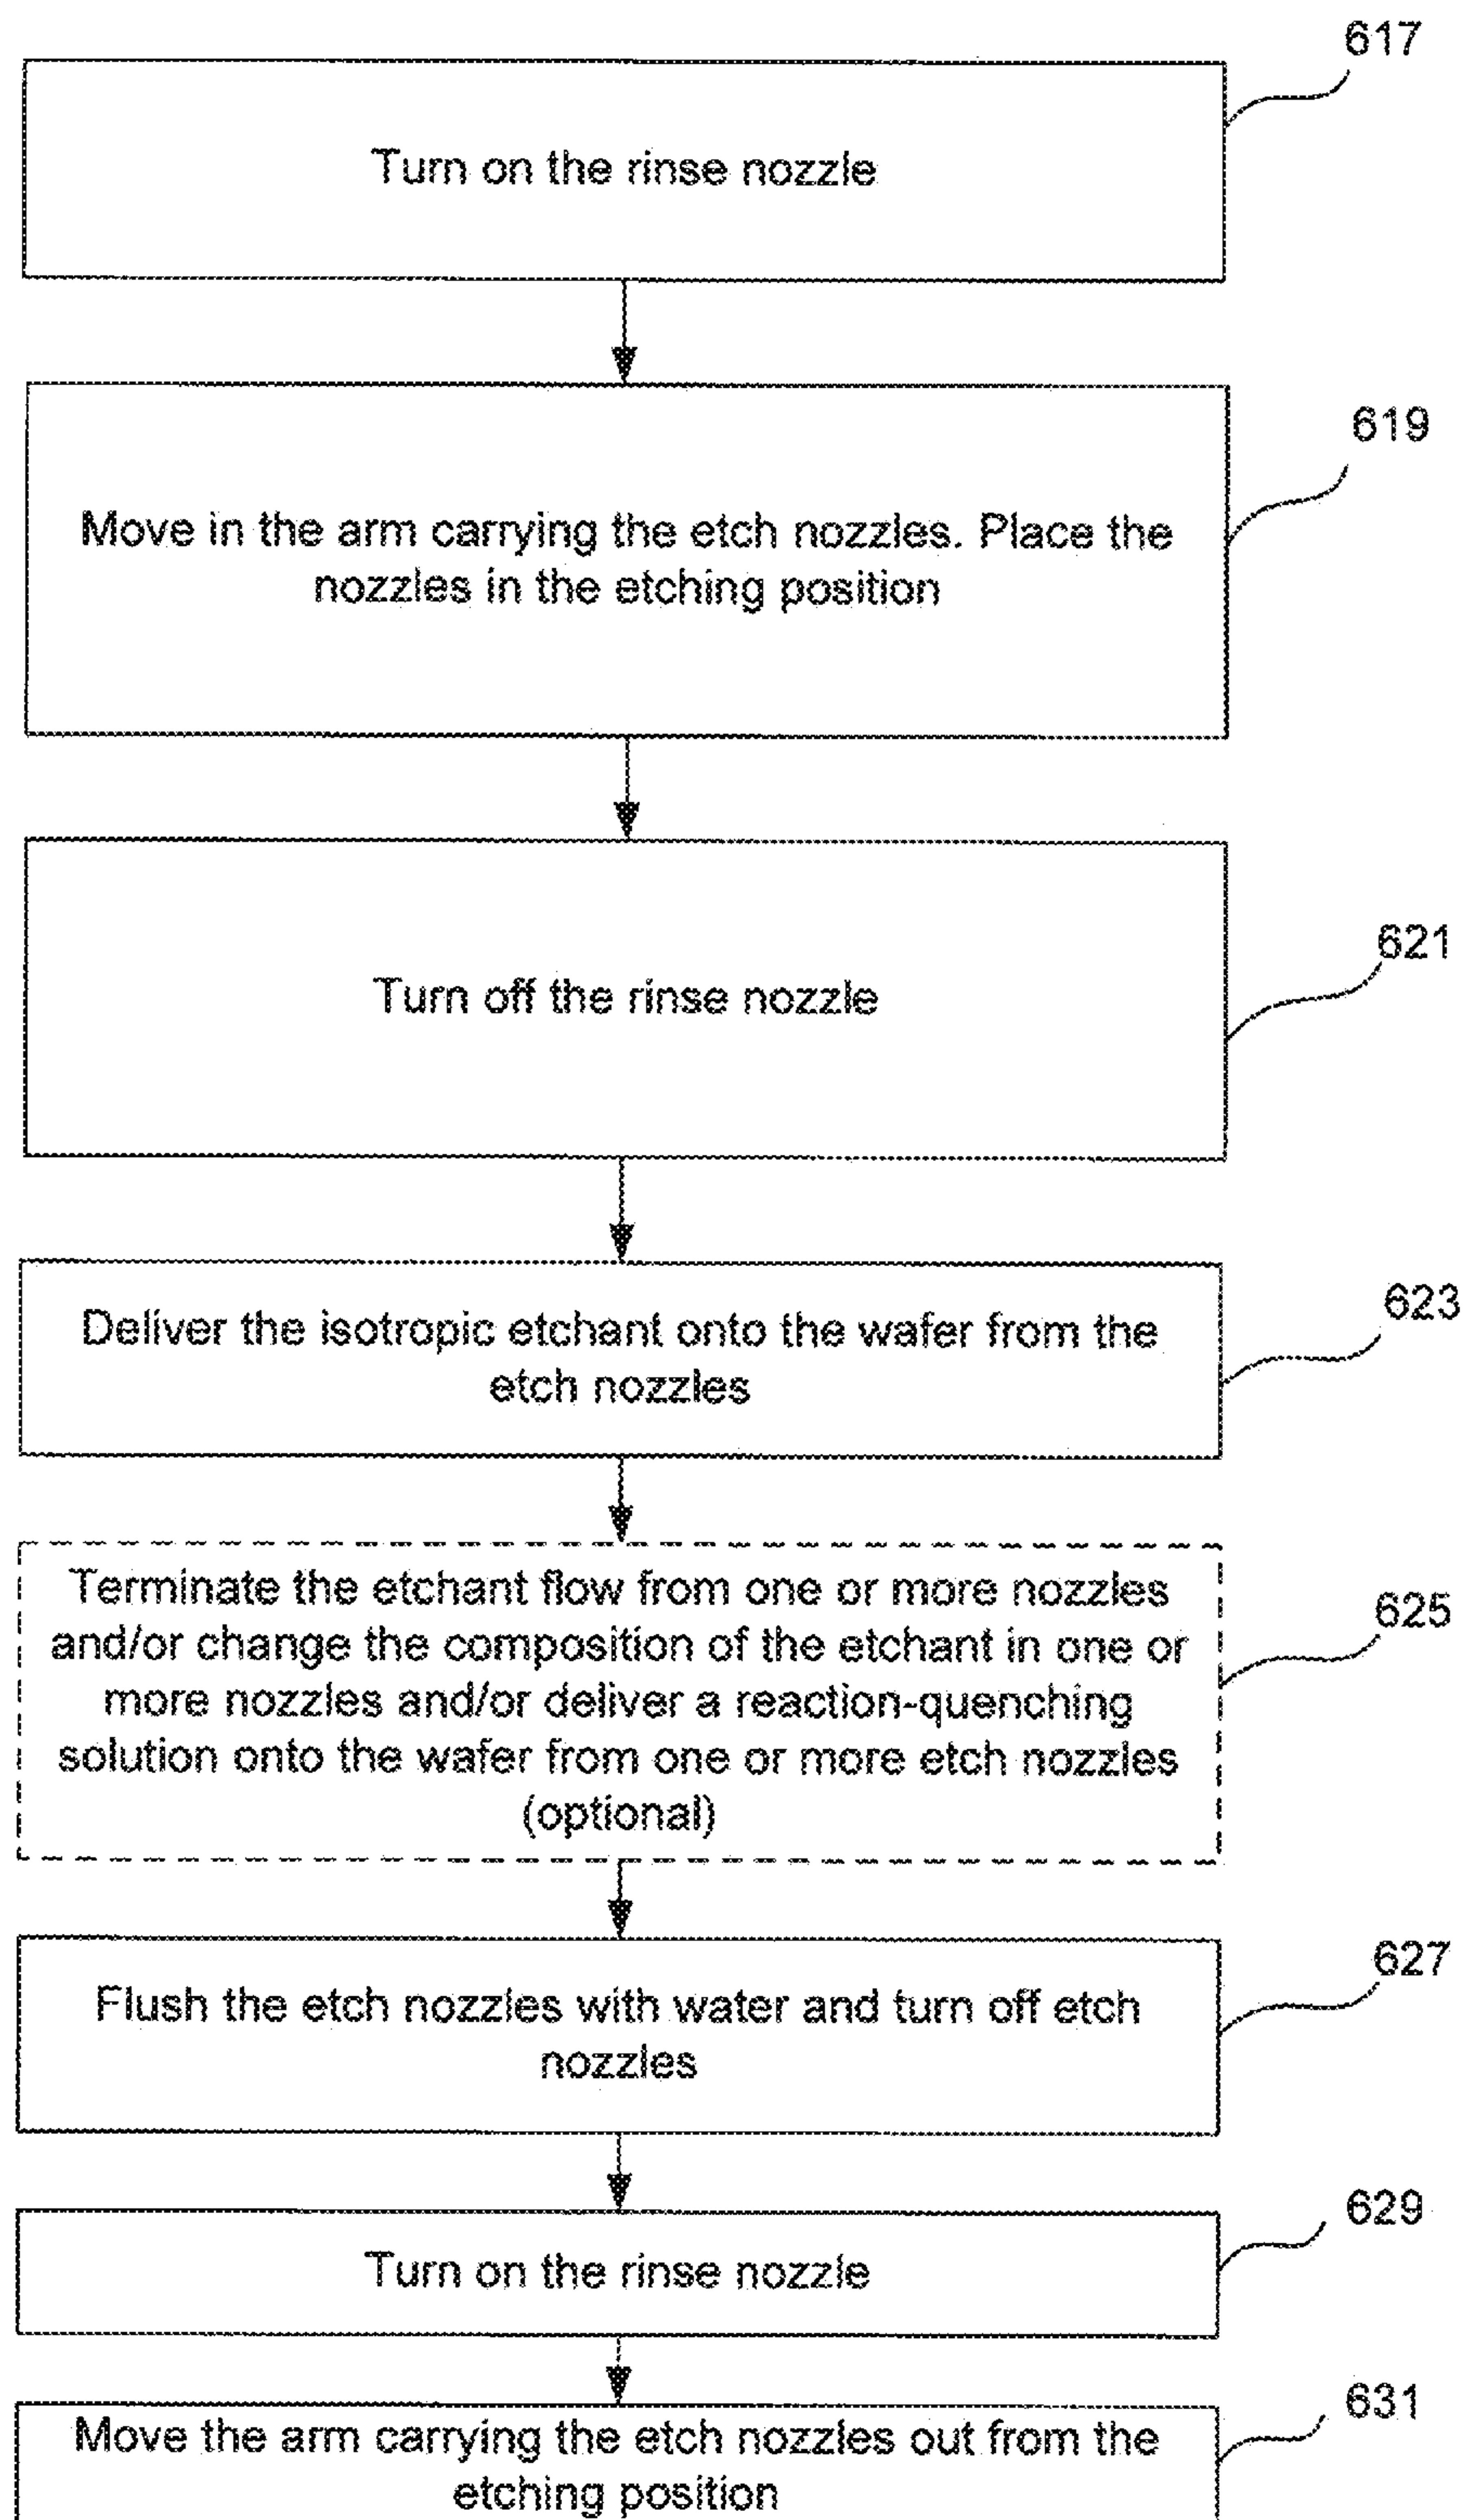 617
Turn on the rinse nozzle
619
Move in the arm carrying the etch nozzles. Place the
nozzles in the etching position
621
Turn off the rinse nozzle
623
Deliver the isotropic etchant onto the wafer from the
etch nozzles
625
Terminate the etchant flow from one or more nozzles
and/or change the composition of the etchant in one or
more nozzles and/or deliver a reaction-quenching
solution onto the wafer from one or more etch nozzles
(optional)
627
Flush the etch nozzles with water and turn off etch
nozzles
629
Turn on the rinse nozzle
631
Move the arm carrying the etch nozzles out from the
etching position